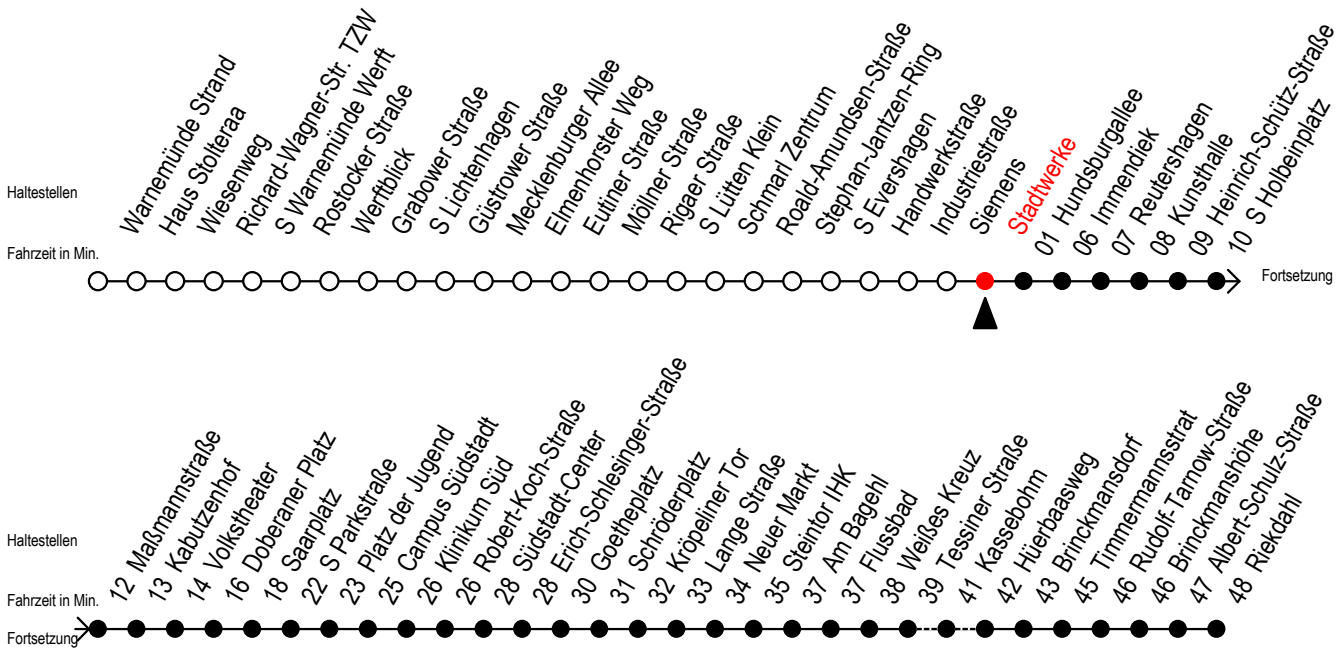 Haltestellen
Warnemünde Strand
Haus Stolteraa
Wiesenweg
Richard-Wagner-Str. TZW
S Warnemünde Werft
Rostocker Straße
Werftblick
Grabower Straße
S Lichtenhagen
Güstrower Straße
Mecklenburger Allee
Elmenhorster Weg
Eutiner Straße
Möllner Straße
Rigaer Straße
S Lütten Klein
Schmarl Zentrum
Roald-Amundsen-Straße
Stephan-Jantzen-Ring
S Evershagen
Handwerkstraße
Industriestraße
Siemens
Stadtwerke
01 Hundsburgallee
06 Immendiek
07 Reutershagen
08 Kunsthalle
09 Heinrich-Schütz-Straße
10 S Holbeinplatz
Fahrzeit in Min.
Fortsetzung
Haltestellen
12 Maßmannstraße
13 Kabutzenhof
14 Volkstheater
16 Doberaner Platz
18 Saarplatz
22 S Parkstraße
23 Platz der Jugend
25 Campus Südstadt
26 Klinikum Süd
26 Robert-Koch-Straße
28 Südstadt-Center
28 Erich-Schlesinger-Straße
30 Goetheplatz
31 Schröderplatz
32 Kröpeliner Tor
33 Lange Straße
34 Neuer Markt
35 Steintor IHK
37 Am Bagehl
37 Flussbad
38 Weißes Kreuz
39 Tessiner Straße
41 Kassebohm
42 Hüerbaasweg
43 Brinckmansdorf
45 Timmermannsstrat
46 Rudolf-Tarnow-Straße
46 Brinckmanshöhe
47 Albert-Schulz-Straße
48 Riekdahl
Fahrzeit in Min.
Fortsetzung